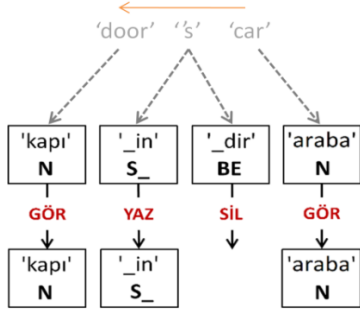 'door' ''s' 'car'
'kapı' '_in' '_dir' 'araba'
N S_ BE N
GÖR YAZ SİL GÖR
'kapı' '_in' 'araba'
N S_ N